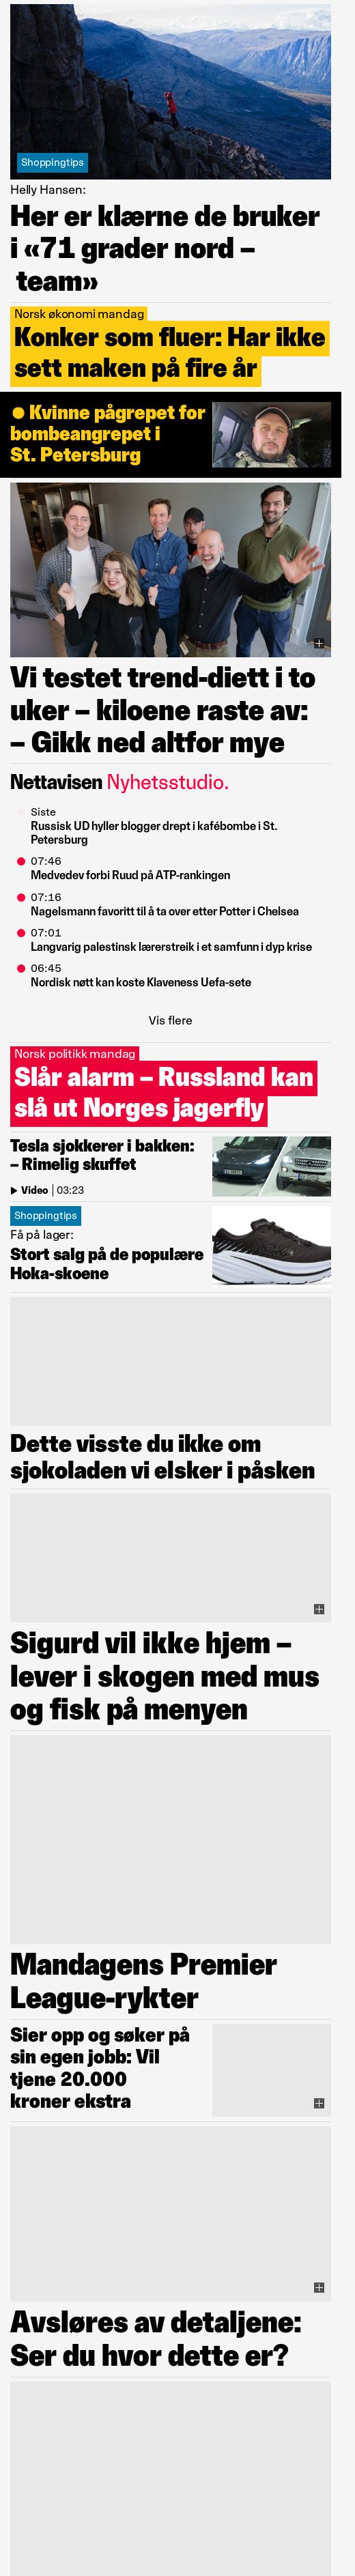 Shoppingtips
Helly Hansen:
Her er klærne de bruker
i «71 grader nord –
team»
Norsk økonomi mandag
Konker som fluer: Har ikke
sett maken på fire år
Kvinne pågrepet for
bombeangrepet i
St. Petersburg
Vi testet trend-diett i to
uker – kiloene raste av:
– Gikk ned altfor mye
Nettavisen Nyhetsstudio.
Siste
Russisk UD hyller blogger drept i kafébombe i St.
Petersburg
07:46
Medvedev forbi Ruud på ATP-rankingen
07:16
Nagelsmann favoritt til å ta over etter Potter i Chelsea
07:01
Langvarig palestinsk lærerstreik i et samfunn i dyp krise
06:45
Nordisk nøtt kan koste Klaveness Uefa-sete
Vis flere
Norsk politikk mandag
Slår alarm – Russland kan
slå ut Norges jagerfly
Tesla sjokkerer i bakken:
– Rimelig skuffet
Video | 03:23
Shoppingtips
Få på lager:
Stort salg på de populære
Hoka-skoene
Dette visste du ikke om
sjokoladen vi elsker i påsken
Sigurd vil ikke hjem –
lever i skogen med mus
og fisk på menyen
Mandagens Premier
League-rykter
Sier opp og søker på
sin egen jobb: Vil
tjene 20.000
kroner ekstra
Avsløres av detaljene:
Ser du hvor dette er?